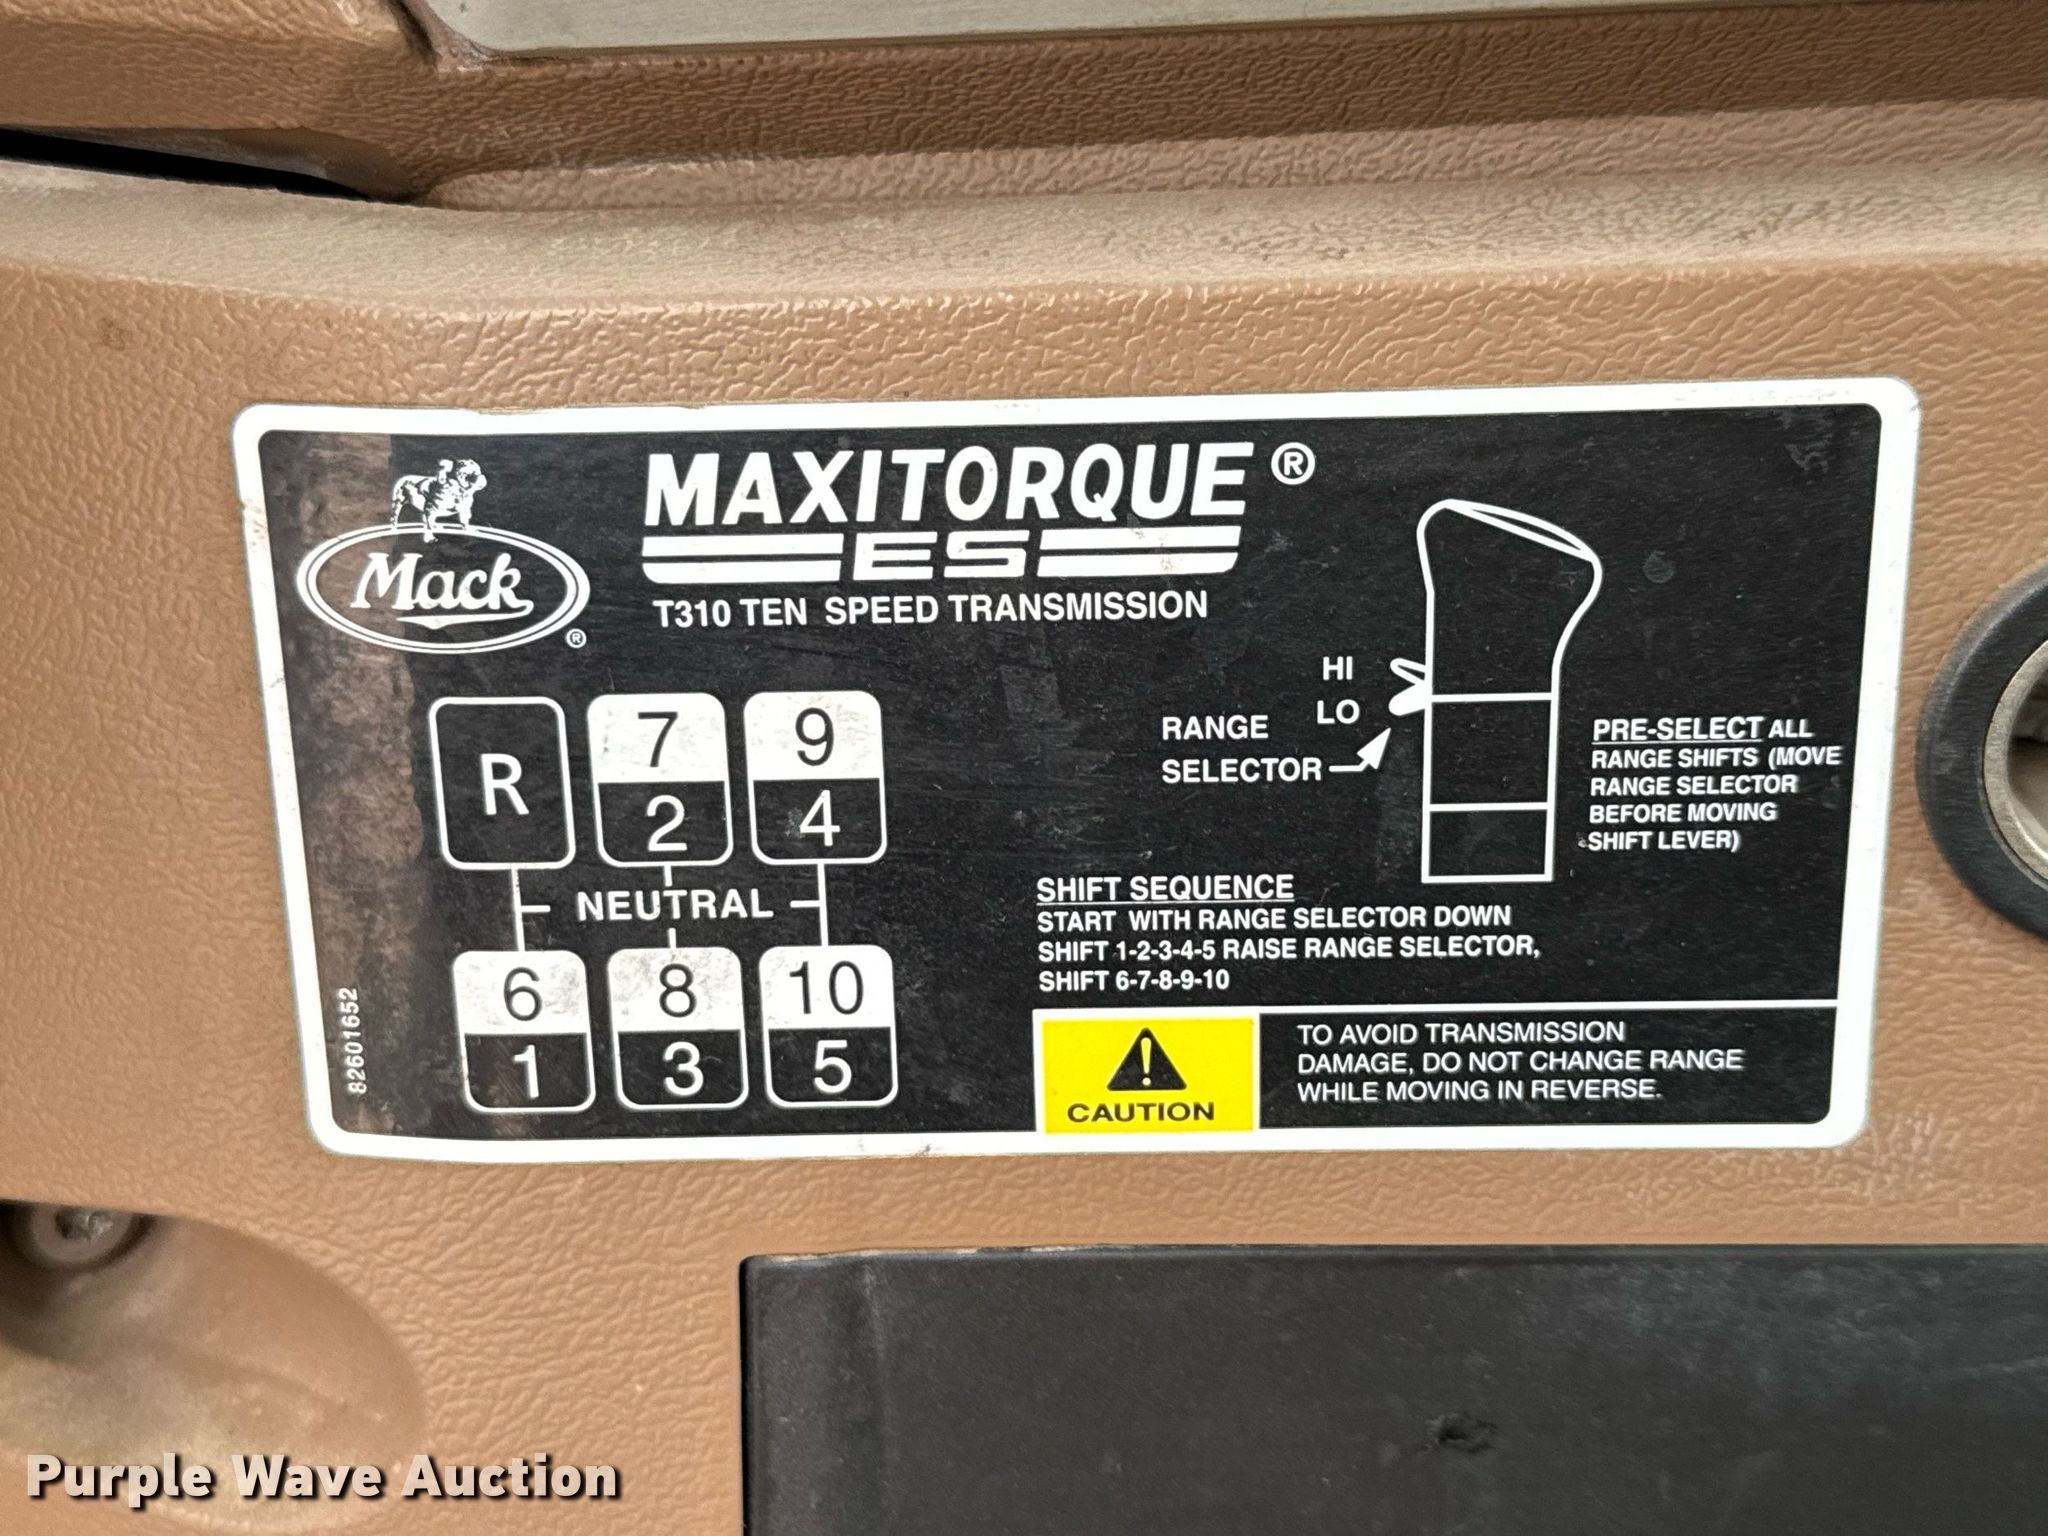 MAXITORQUE ®
ES
Mack ®
T310 TEN SPEED TRANSMISSION
R
7
2
9
4
NEUTRAL
6
1
8
3
10
5
82601652
HI
LO
RANGE
SELECTOR
PRE-SELECT ALL
RANGE SHIFTS (MOVE
RANGE SELECTOR
BEFORE MOVING
SHIFT LEVER)
SHIFT SEQUENCE
START WITH RANGE SELECTOR DOWN
SHIFT 1-2-3-4-5 RAISE RANGE SELECTOR,
SHIFT 6-7-8-9-10
CAUTION
TO AVOID TRANSMISSION
DAMAGE, DO NOT CHANGE RANGE
WHILE MOVING IN REVERSE.
Purple Wave Auction